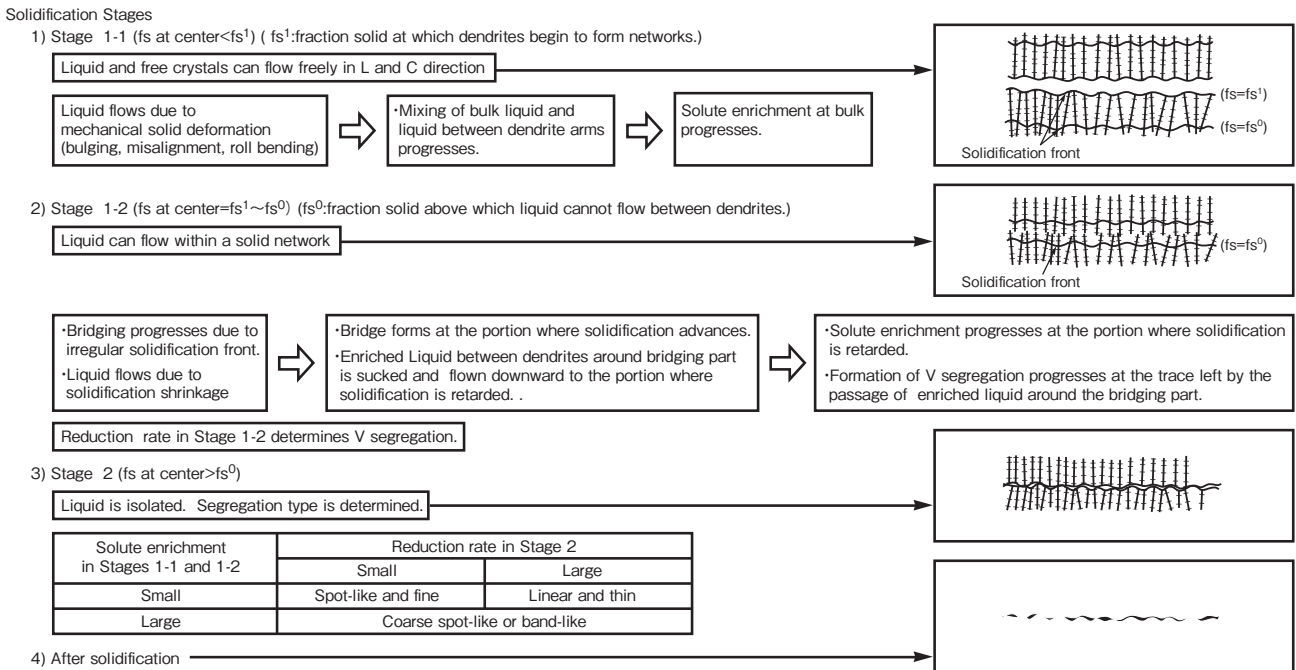 Solidification Stages
1) Stage 1-1 (fs at center<fs¹) ( fs¹:fraction solid at which dendrites begin to form networks.)
Liquid and free crystals can flow freely in L and C direction
Liquid flows due to
mechanical solid deformation
(bulging, misalignment, roll bending)
·Mixing of bulk liquid and
liquid between dendrite arms
progresses.
Solute enrichment at bulk
progresses.
(fs=fs¹)
(fs=fs⁰)
Solidification front
2) Stage 1-2 (fs at center=fs¹～fs⁰) (fs⁰:fraction solid above which liquid cannot flow between dendrites.)
Liquid can flow within a solid network
(fs=fs⁰)
Solidification front
·Bridging progresses due to
irregular solidification front.
·Liquid flows due to
solidification shrinkage
·Bridge forms at the portion where solidification advances.
·Enriched Liquid between dendrites around bridging part
is sucked and flown downward to the portion where
solidification is retarded. .
·Solute enrichment progresses at the portion where solidification
is retarded.
·Formation of V segregation progresses at the trace left by the
passage of enriched liquid around the bridging part.
Reduction rate in Stage 1-2 determines V segregation.
3) Stage 2 (fs at center>fs⁰)
Liquid is isolated. Segregation type is determined.
Solute enrichment
in Stages 1-1 and 1-2
Reduction rate in Stage 2
Small
Large
Small
Spot-like and fine
Linear and thin
Large
Coarse spot-like or band-like
4) After solidification